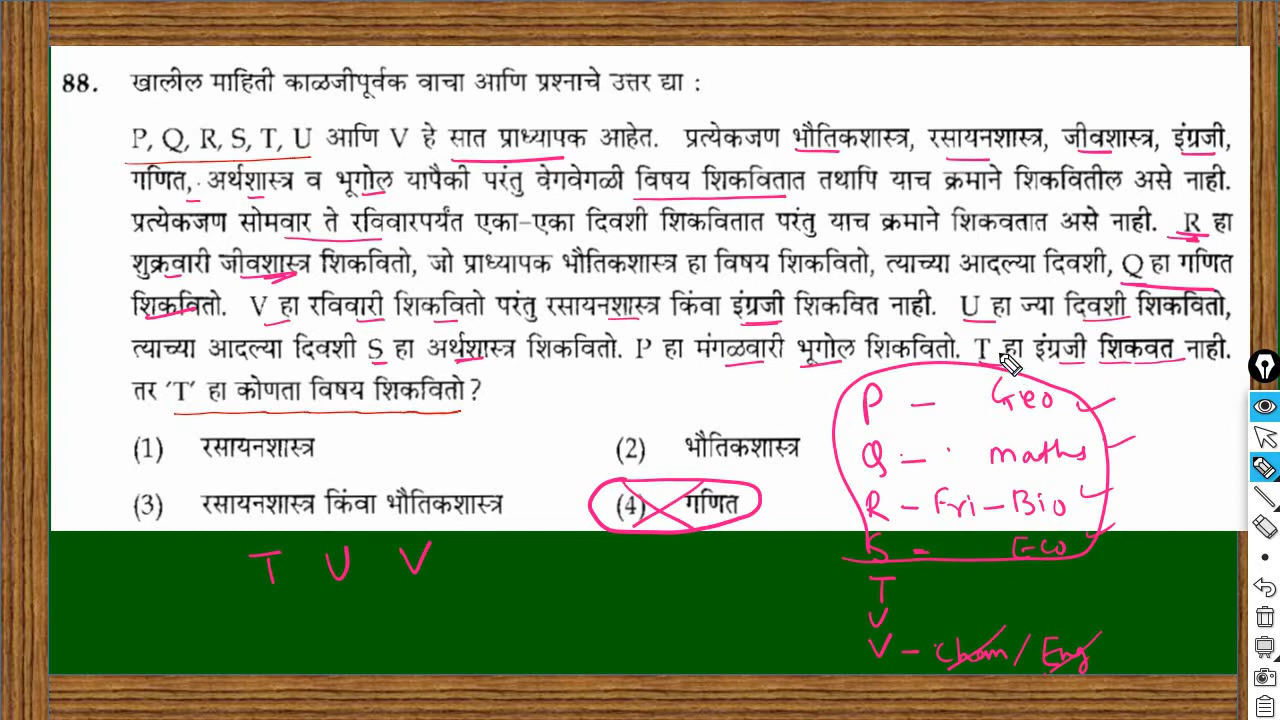 88. खालील माहिती काळजीपूर्वक वाचा आणि प्रश्नाचे उत्तर द्या :
P, Q, R, S, T, U आणि V हे सात प्राध्यापक आहेत. प्रत्येकजण भौतिकशास्त्र, रसायनशास्त्र, जीवशास्त्र, इंग्रजी,
गणित, अर्थशास्त्र व भूगोल यापैकी परंतु वेगवेगळी विषय शिकवितात तथापि याच क्रमाने शिकवितील असे नाही.
प्रत्येकजण सोमवार ते रविवारपर्यंत एका-एका दिवशी शिकवितात परंतु याच क्रमाने शिकवतात असे नाही. R हा
शुक्रवारी जीवशास्त्र शिकवितो, जो प्राध्यापक भौतिकशास्त्र हा विषय शिकवितो, त्याच्या आदल्या दिवशी, Q हा गणित
शिकवितो. V हा रविवारी शिकवितो परंतु रसायनशास्त्र किंवा इंग्रजी शिकवित नाही. U हा ज्या दिवशी शिकवितो,
त्याच्या आदल्या दिवशी S हा अर्थशास्त्र शिकवितो. P हा मंगळवारी भूगोल शिकवितो. T हा इंग्रजी शिकवत नाही.
तर 'T' हा कोणता विषय शिकवितो?
(1) रसायनशास्त्र (2) भौतिकशास्त्र
(3) रसायनशास्त्र किंवा भौतिकशास्त्र (4) गणित
P - Geo
Q - maths
R - Fri - Bio
S - Eco
T
U
V - Chem / Eng
T U V